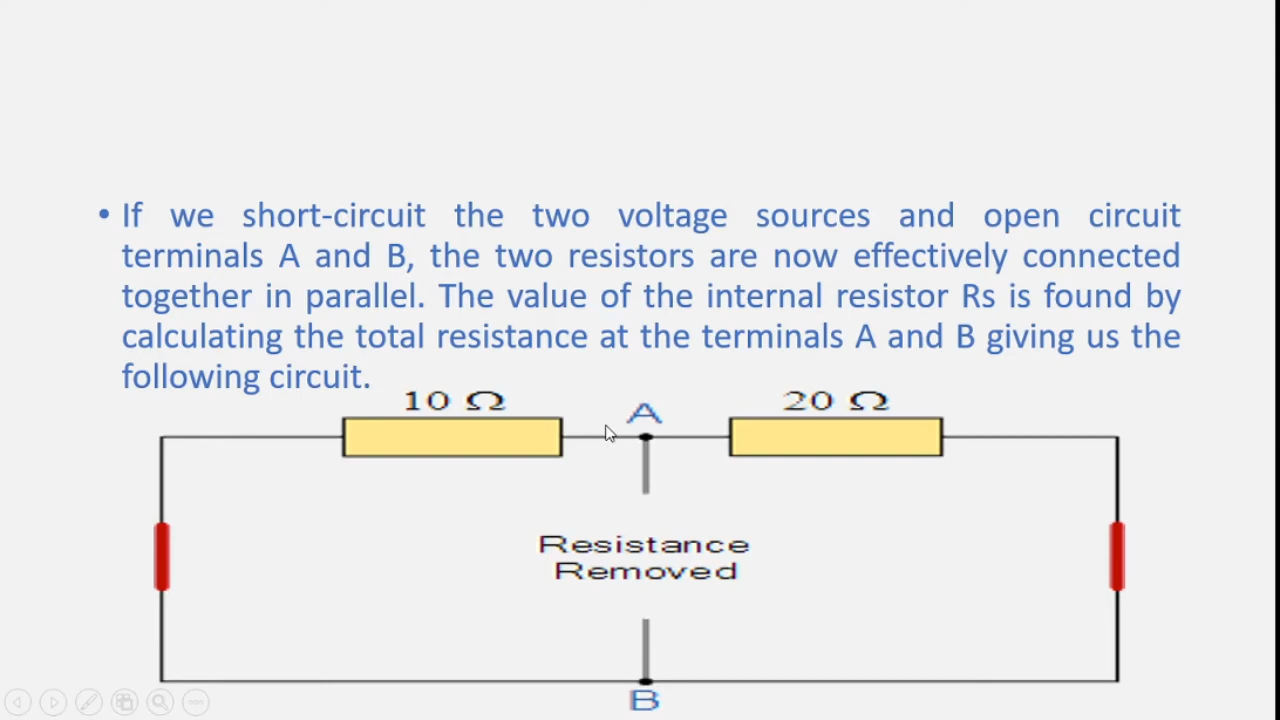 • If we short-circuit the two voltage sources and open circuit
terminals A and B, the two resistors are now effectively connected
together in parallel. The value of the internal resistor Rs is found by
calculating the total resistance at the terminals A and B giving us the
following circuit.
10 Ω
A
20 Ω
Resistance
Removed
B